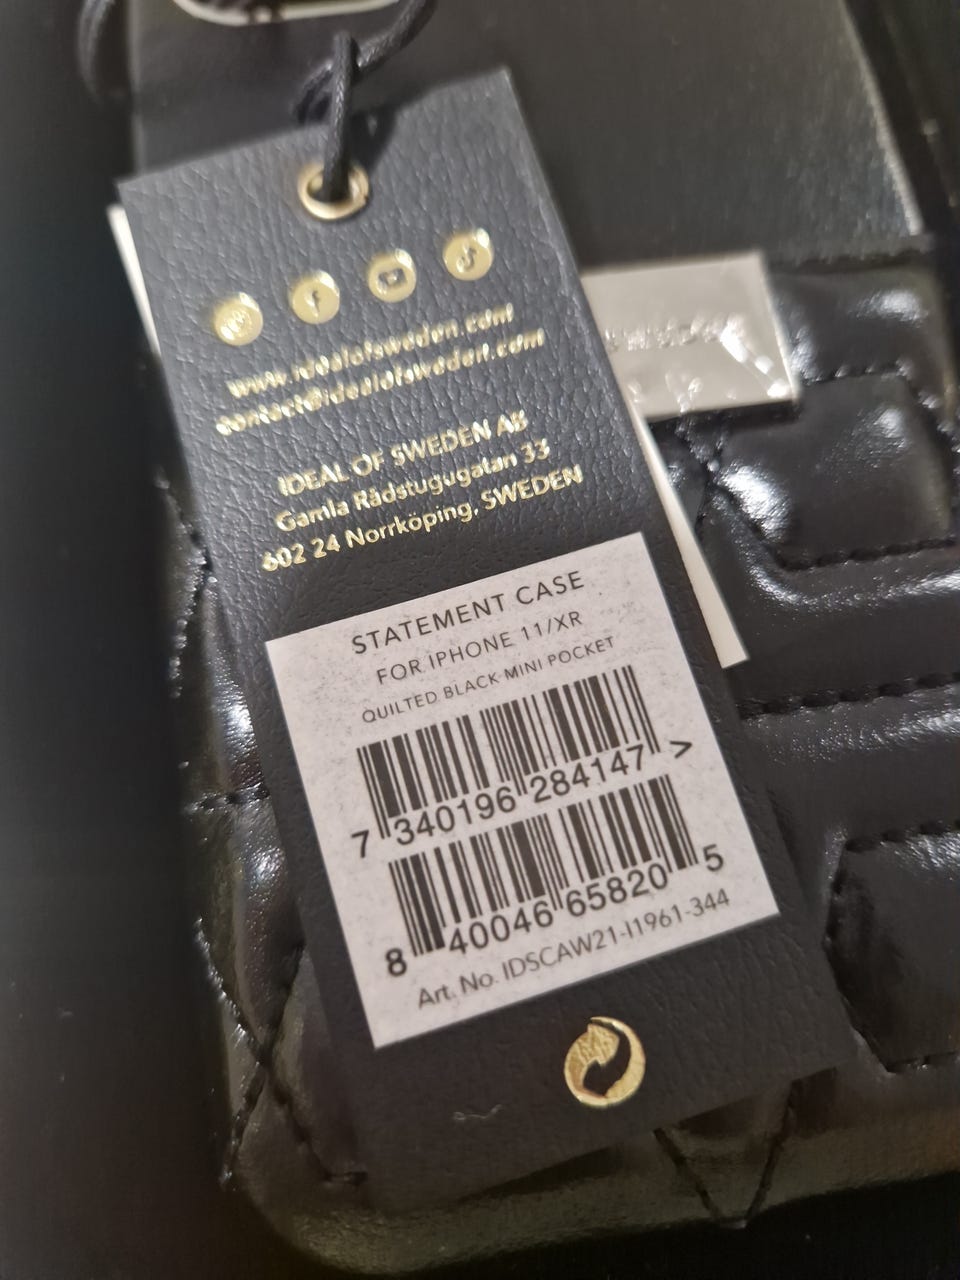 www.idealofsweden.com
contact@idealofsweden.com
IDEAL OF SWEDEN AB
Gamla Rådstugugatan 33
602 24 Norrköping, SWEDEN
STATEMENT CASE
FOR IPHONE 11/XR
QUILTED BLACK MINI POCKET
7 340196 284147 >
8 40046 65820 5
Art. No. IDSCAW21-I1961-344